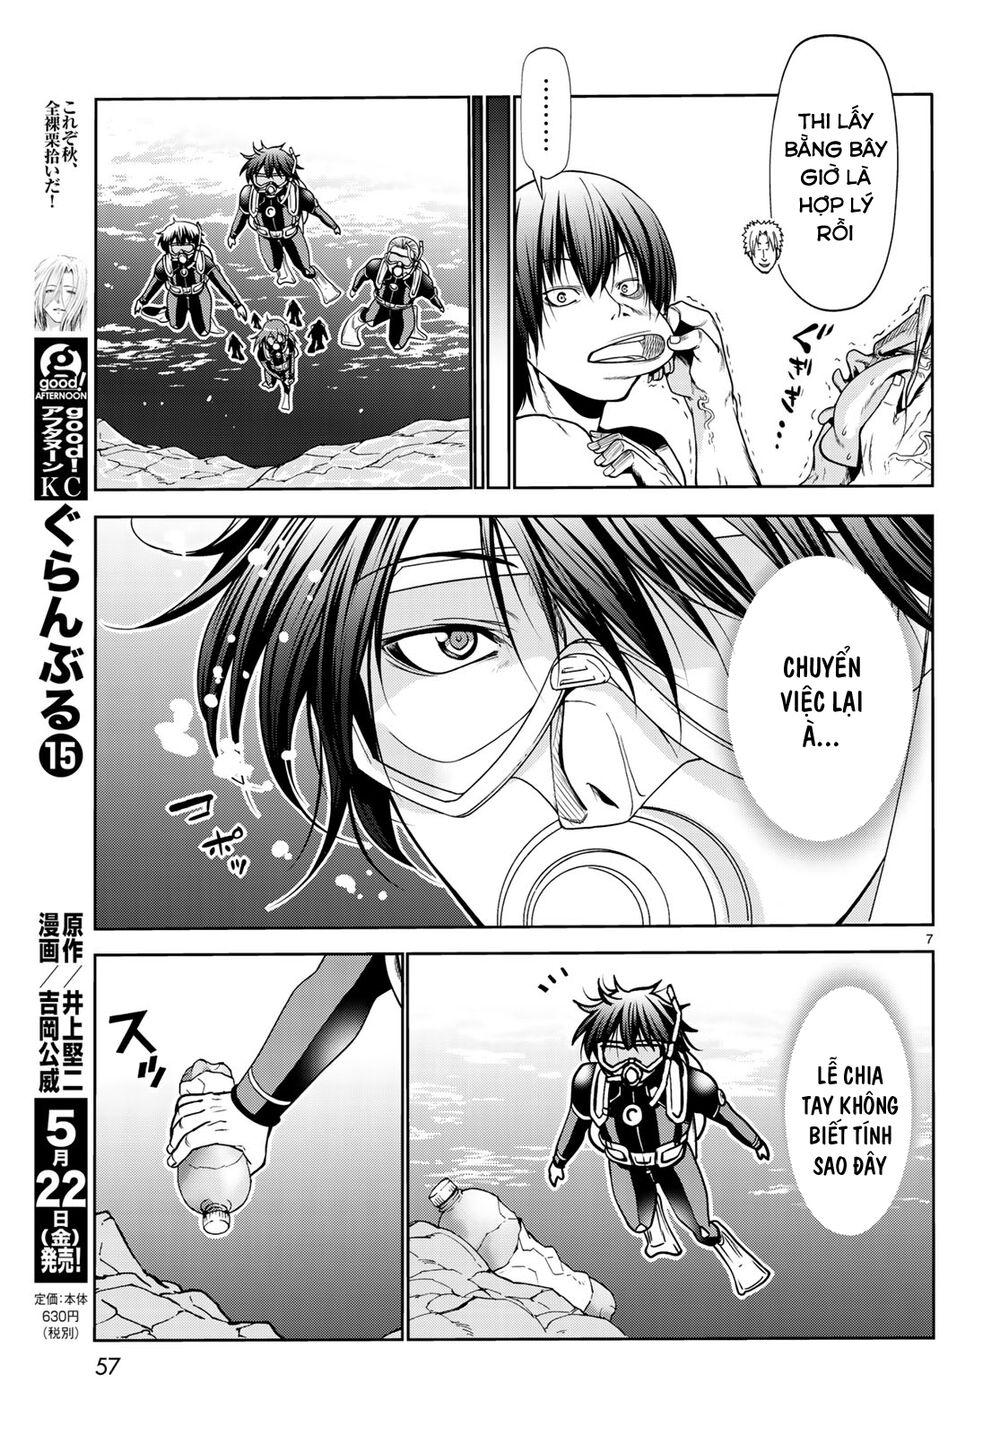 ………
THI LẤY
BẰNG BÂY
GIỜ LÀ
HỢP LÝ
RỒI
ぐぎぎ…
CHUYỂN
VIỆC LẠI
À...
コポッ
スッ
LỄ CHIA
TAY KHÔNG
BIẾT TÍNH
SAO ĐÂY
7
これぞ秋、
全裸栗拾いだ！
good!
AFTERNOON
good!
アフタヌーン
KC
ぐらんぶる⑮
原作／井上堅二
漫画／吉岡公威
5月
22日
(金)
発売!
定価：本体
630円
(税別)
57